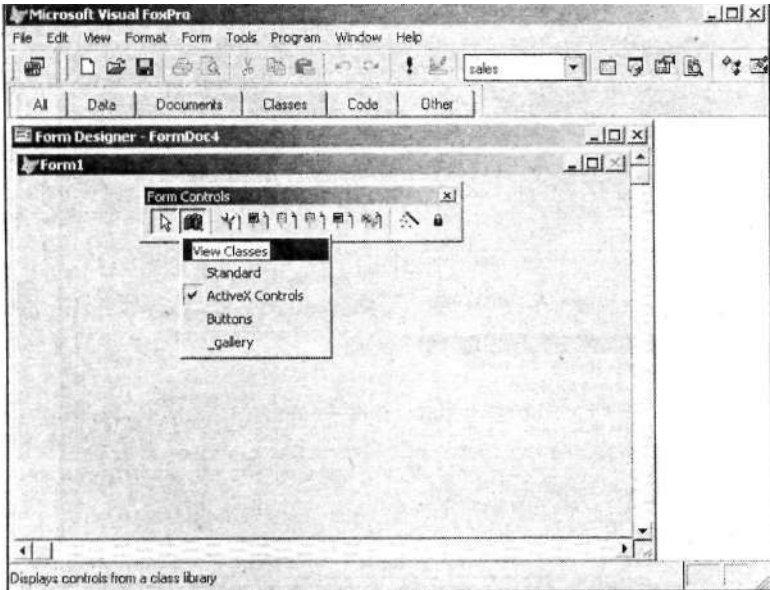 Microsoft Visual FoxPro
File Edit View Format Form Tools Program Window Help
sales
All Data Documents Classes Code Other
Form Designer - FormDoc4
Form1
Form Controls
View Classes
Standard
ActiveX Controls
Buttons
_gallery
Displays controls from a class library